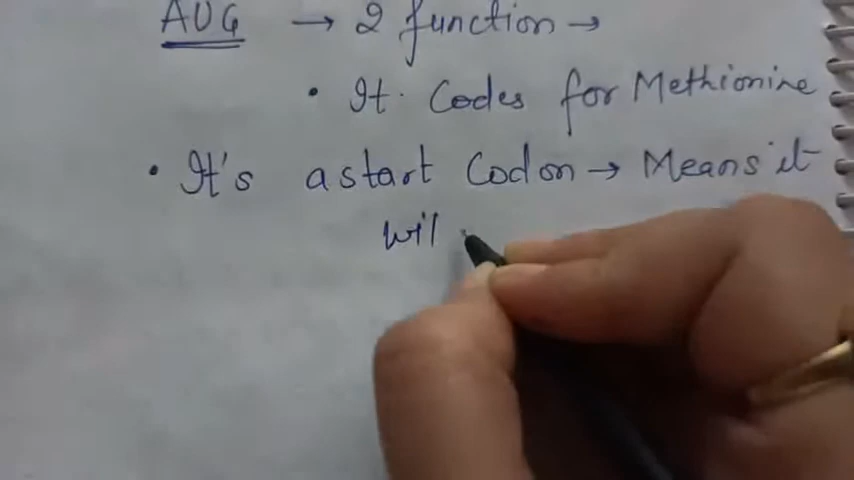 AUG → 2 function →
• It. Codes for Methionine
• It's a start Codon → Means it
wil